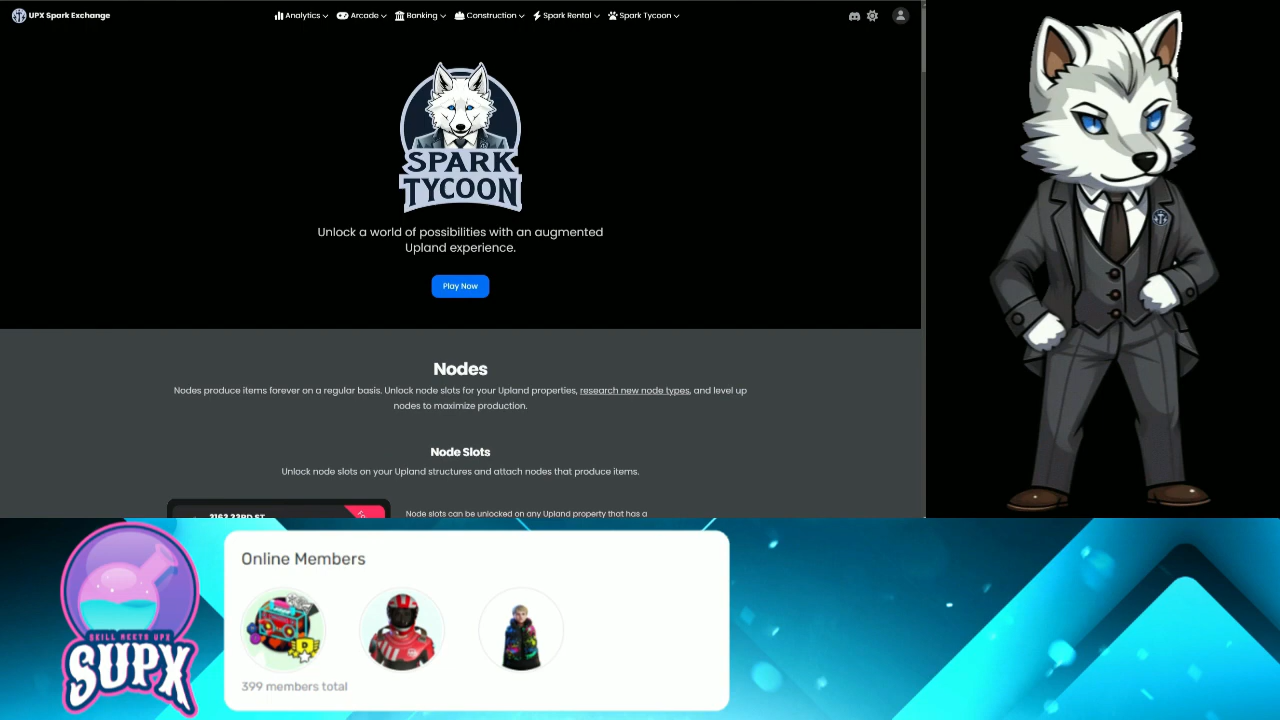 UPX Spark Exchange
Analytics
Arcade
Banking
Construction
Spark Rental
Spark Tycoon
SPARK
TYCOON
Unlock a world of possibilities with an augmented
Upland experience.
Play Now
Nodes
Nodes produce items forever on a regular basis. Unlock node slots for your Upland properties, research new node types, and level up
nodes to maximize production.
Node Slots
Unlock node slots on your Upland structures and attach nodes that produce items.
Node slots can be unlocked on any Upland property that has a
SKILL MEETS UPX
SUPX
Online Members
399 members total